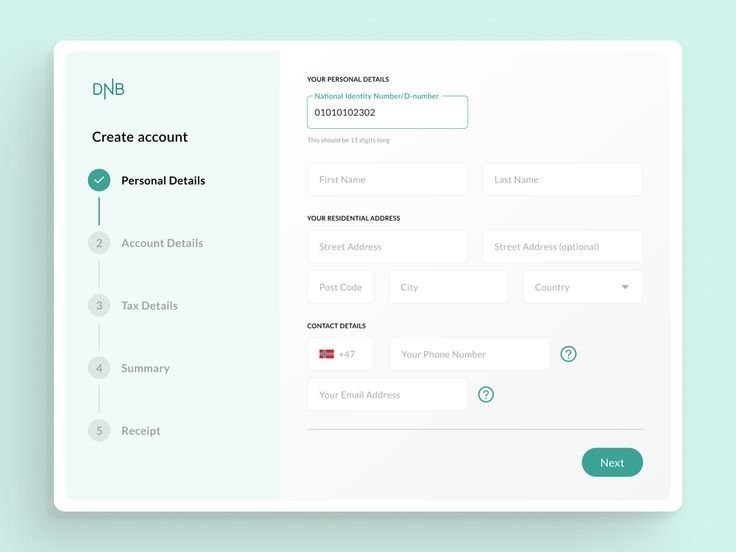 DNB
Create account
Personal Details
2 Account Details
3 Tax Details
4 Summary
5 Receipt
YOUR PERSONAL DETAILS
National Identity Number/D-number
01010102302
This should be 11 digits long
First Name Last Name
YOUR RESIDENTIAL ADDRESS
Street Address Street Address (optional)
Post Code City Country
CONTACT DETAILS
+47 Your Phone Number ?
Your Email Address ?
Next